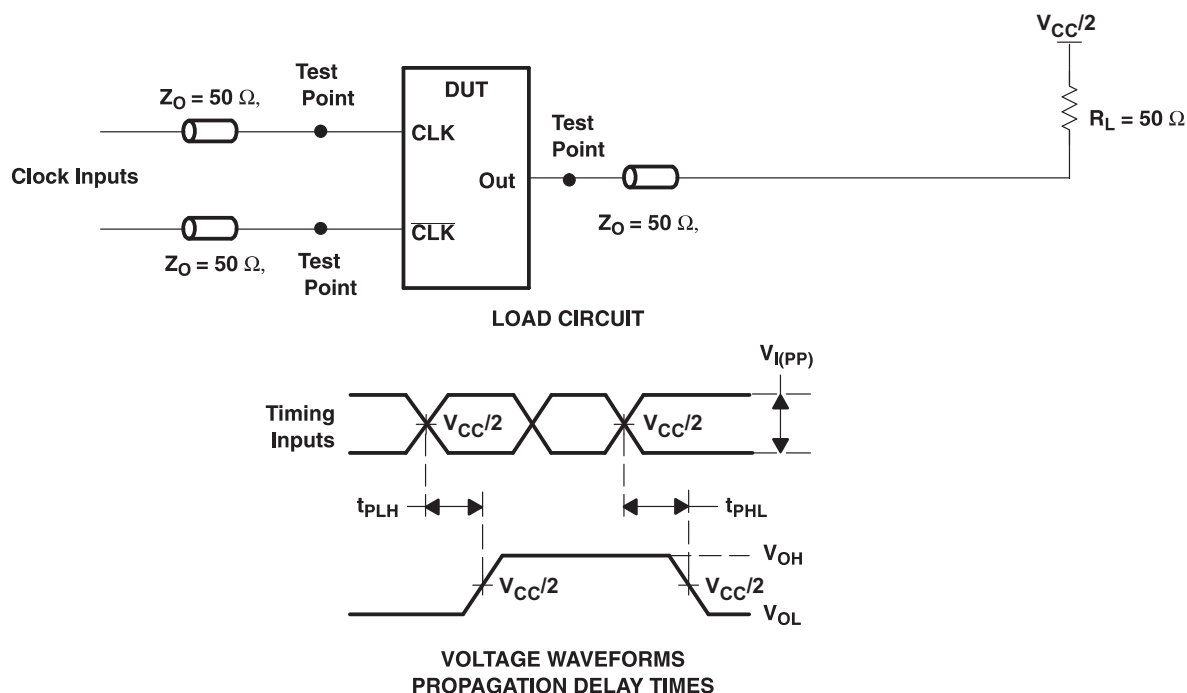 V_CC/2
R_L = 50 Ω
Test
Point
DUT
Z_O = 50 Ω,
CLK
Test
Point
Clock Inputs
Out
Z_O = 50 Ω,
C̅L̅K̅
Z_O = 50 Ω,
Test
Point
LOAD CIRCUIT
V_I(PP)
Timing
Inputs
V_CC/2
V_CC/2
t_PLH
t_PHL
V_OH
V_CC/2
V_CC/2
V_OL
VOLTAGE WAVEFORMS
PROPAGATION DELAY TIMES